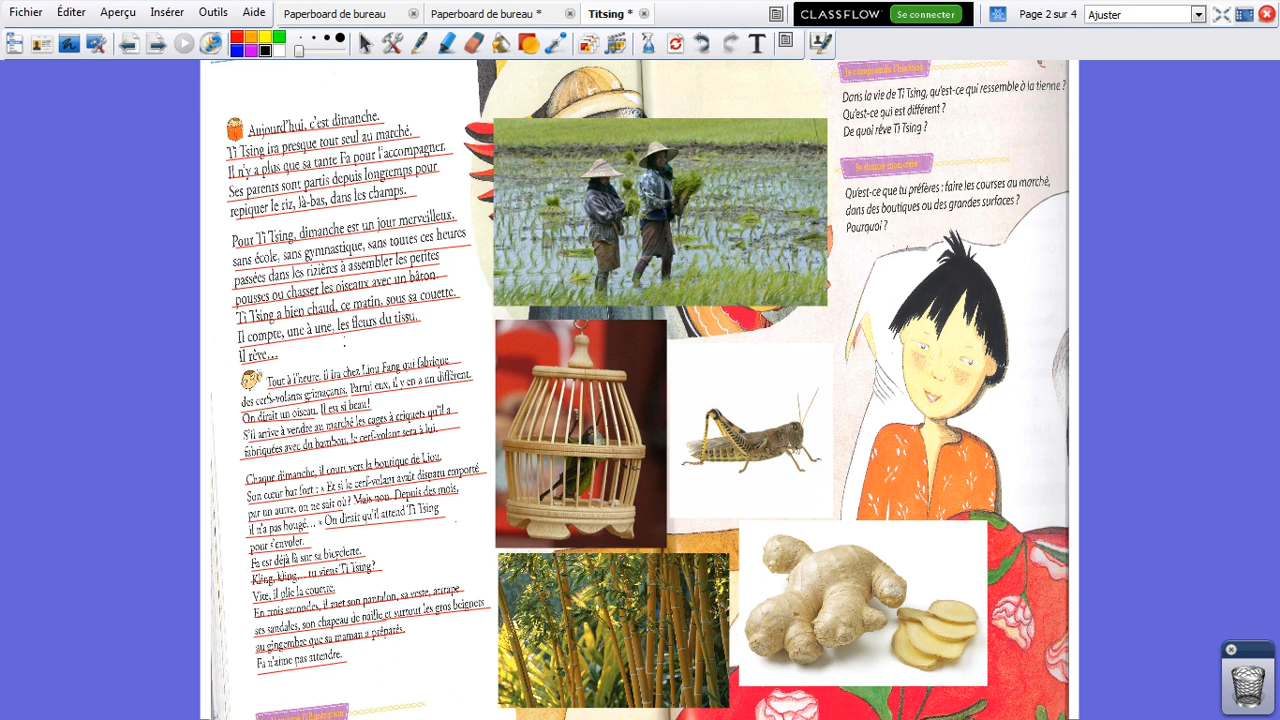 Fichier Éditer Aperçu Insérer Outils Aide
Paperboard de bureau
Paperboard de bureau *
Titsing *
CLASSFLOW
Se connecter
Page 2 sur 4
Ajuster
Aujourd'hui, c'est dimanche.
Ti Tsing ira presque tout seul au marché.
Il n'y a plus que sa tante Fa pour l'accompagner.
Ses parents sont partis depuis longtemps pour
repiquer le riz, là-bas, dans les champs.
Pour Ti Tsing, dimanche est un jour merveilleux,
sans école, sans gymnastique, sans toutes ces heures
passées dans les rizières à assembler les petites
pousses ou chasser les oiseaux avec un bâton.
Ti Tsing a bien chaud, ce matin, sous sa couette.
Il compte, une à une, les fleurs du tissu.
Il rêve…
Tout à l'heure, il ira chez Liou Fang qui fabrique
des cerfs-volants grimaçants. Parmi eux, il y en a un différent.
On dirait un oiseau. Il est si beau!
S'il arrive à vendre au marché les cages à criquets qu'il a
fabriquées avec du bambou, le cerf-volant sera à lui.
Chaque dimanche, il court vers la boutique de Liou.
Son cœur bat fort : « Et si le cerf-volant avait disparu emporté
par un autre, on ne sait où? Mais non. Depuis des mois,
il n'a pas bougé… » On dirait qu'il attend Ti Tsing
pour s'envoler.
Fa est déjà là sur sa bicyclette.
Kling, kling… tu viens Ti Tsing?
Vite, il plie la couette.
En trois secondes, il met son pantalon, sa veste, attrape
ses sandales, son chapeau de paille et surtout les gros beignets
au gingembre que sa maman a préparés.
Fa n'aime pas attendre.
Je comprends l'histoire
Dans la vie de Ti Tsing, qu'est-ce qui ressemble à la tienne ?
Qu'est-ce qui est différent ?
De quoi rêve Ti Tsing ?
Je donne mon avis
Qu'est-ce que tu préfères : faire les courses au marché,
dans des boutiques ou des grandes surfaces ?
Pourquoi ?